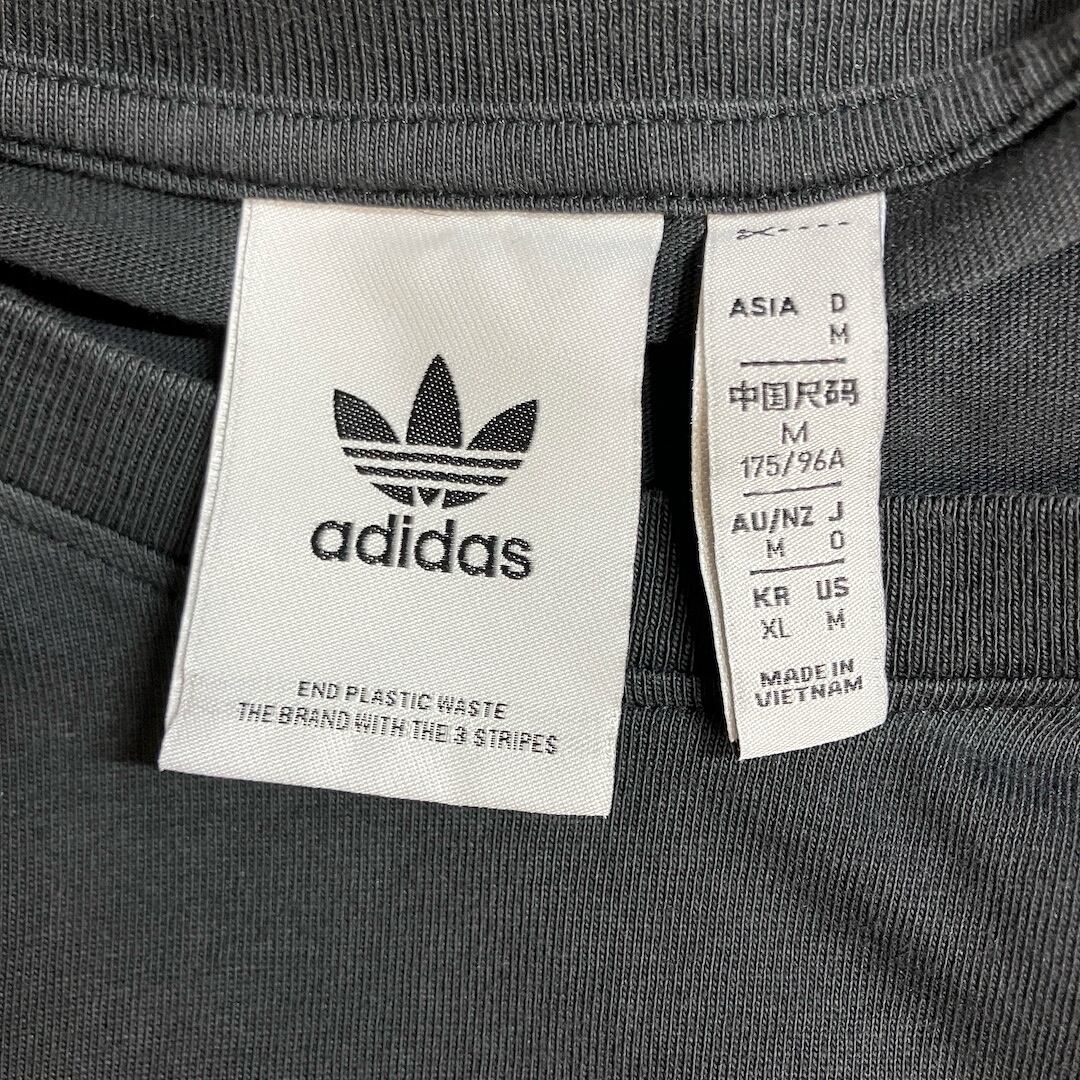 adidas
END PLASTIC WASTE
THE BRAND WITH THE 3 STRIPES
ASIA D
M
中国尺码
M
175/96A
AU/NZ J
M O
KR US
XL M
MADE IN
VIETNAM